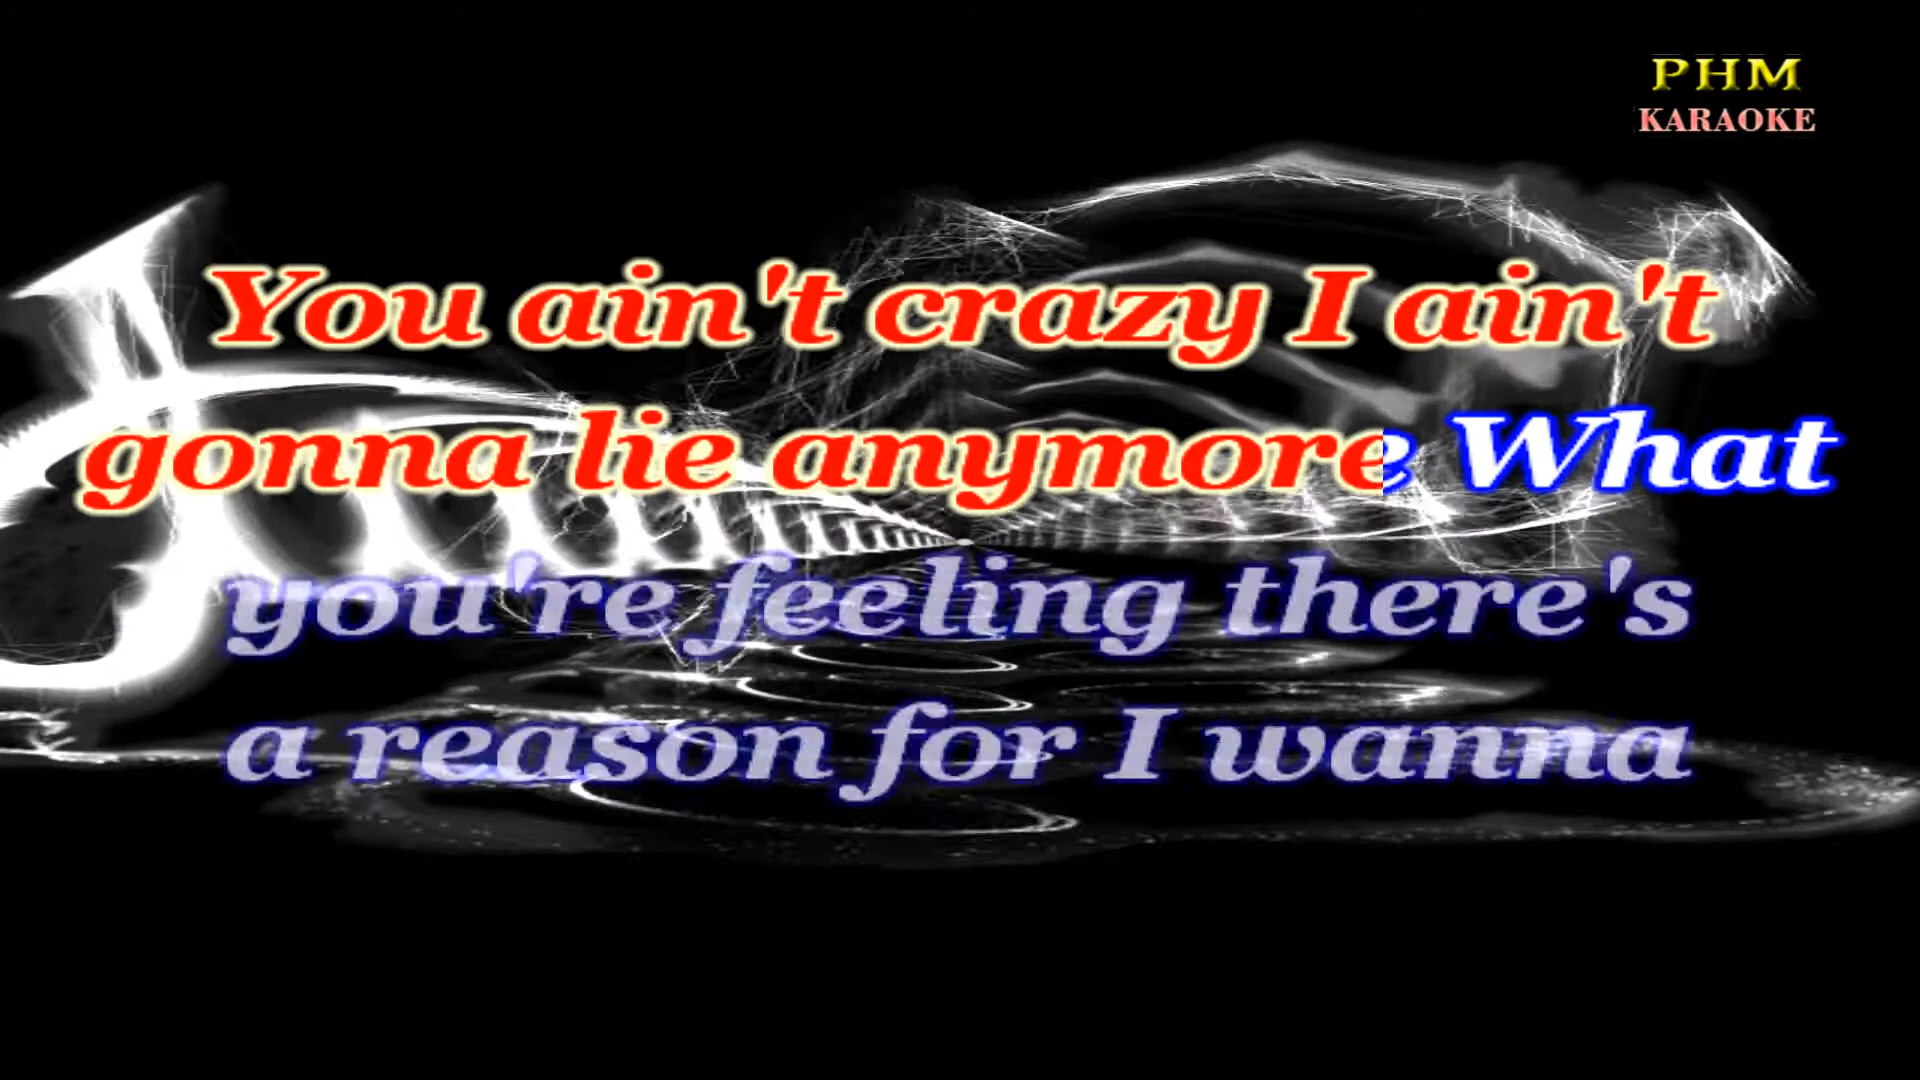 PHM
KARAOKE
You ain't crazy I ain't
gonna lie anymore What
you're feeling there's
a reason for I wanna